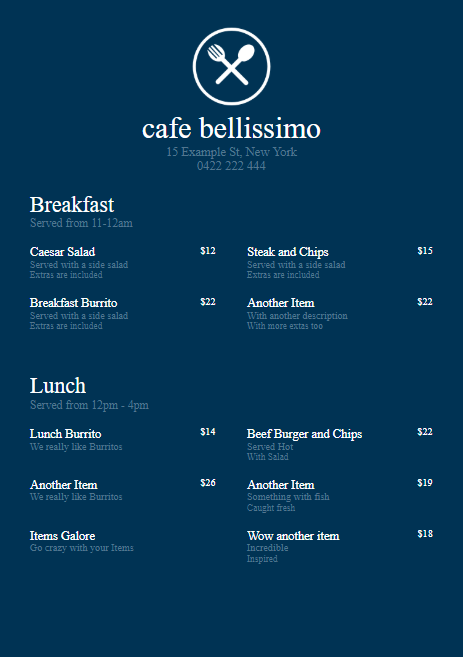 cafe bellissimo
15 Example St, New York
0422 222 444
Breakfast
Served from 11-12am
Caesar Salad $12
Served with a side salad
Extras are included
Steak and Chips $15
Served with a side salad
Extras are included
Breakfast Burrito $22
Served with a side salad
Extras are included
Another Item $22
With another description
With more extas too
Lunch
Served from 12pm - 4pm
Lunch Burrito $14
We really like Burritos
Beef Burger and Chips $22
Served Hot
With Salad
Another Item $26
We really like Burritos
Another Item $19
Something with fish
Caught fresh
Items Galore
Go crazy with your Items
Wow another item $18
Incredible
Inspired